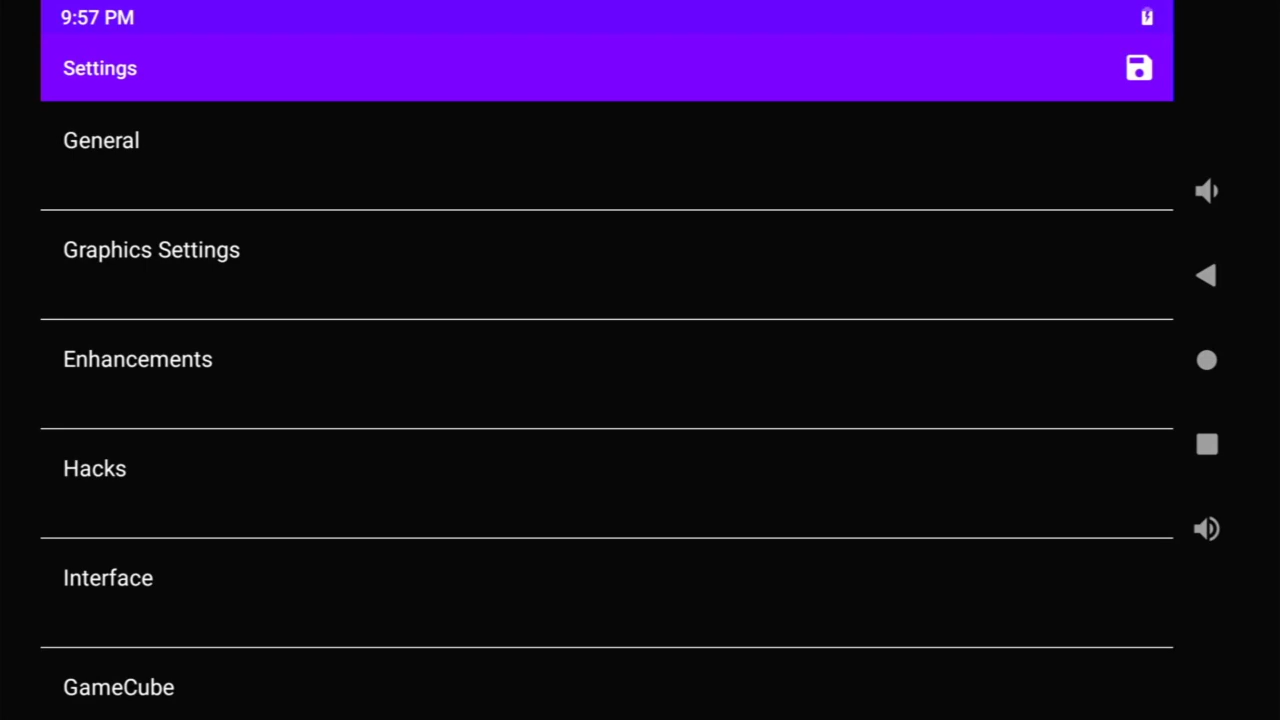 9:57 PM
Settings
General
Graphics Settings
Enhancements
Hacks
Interface
GameCube